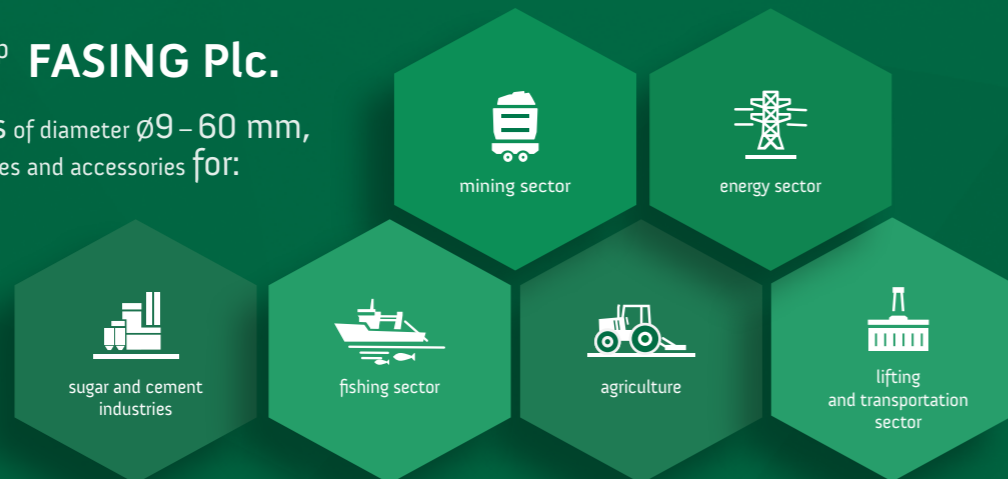 FASING Plc.
of diameter ø9 – 60 mm,
and accessories for:
mining sector
energy sector
sugar and cement
industries
fishing sector
agriculture
lifting
and transportation
sector